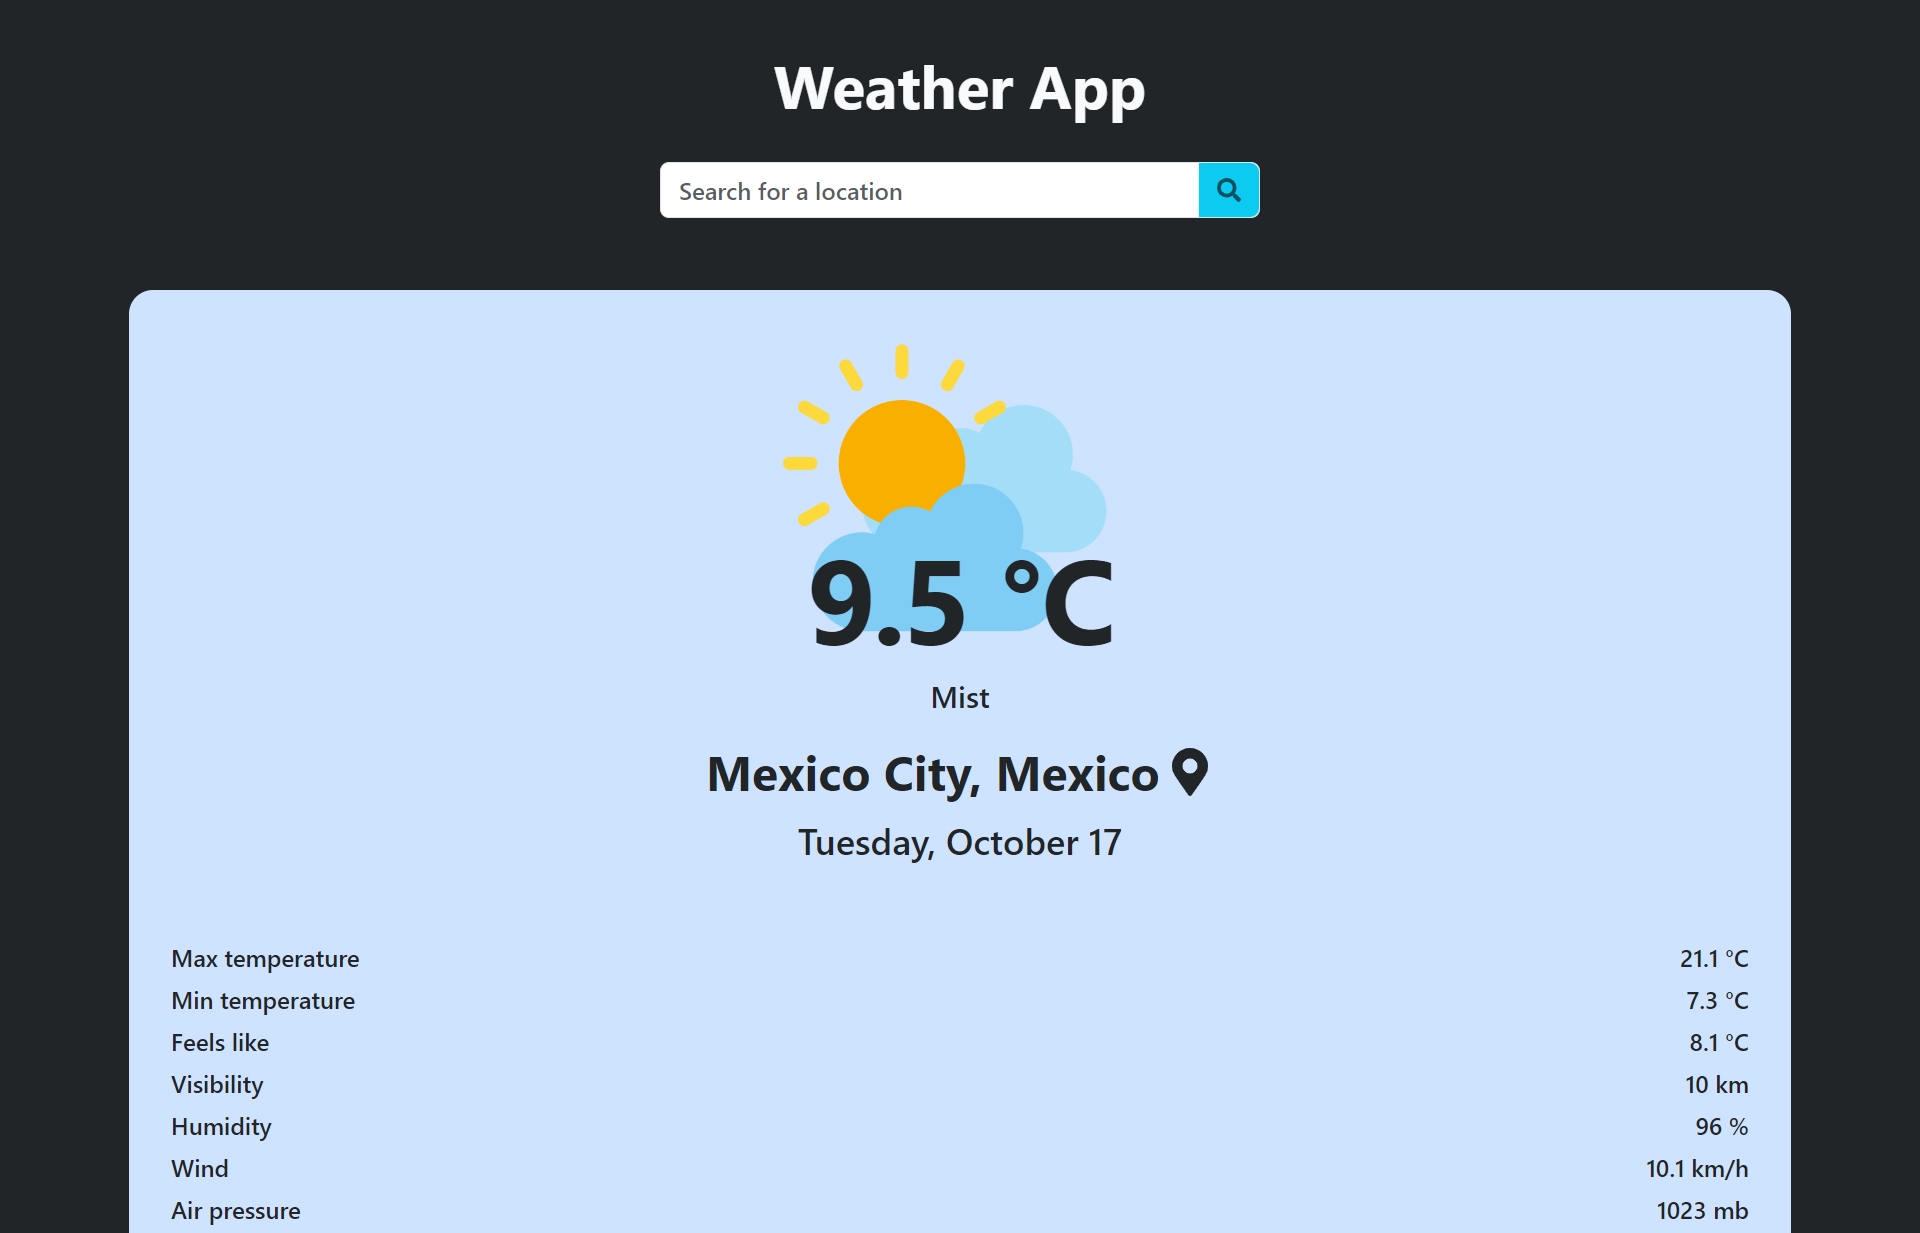 Weather App
Search for a location
9.5 °C
Mist
Mexico City, Mexico
Tuesday, October 17
Max temperature 21.1 °C
Min temperature 7.3 °C
Feels like 8.1 °C
Visibility 10 km
Humidity 96 %
Wind 10.1 km/h
Air pressure 1023 mb